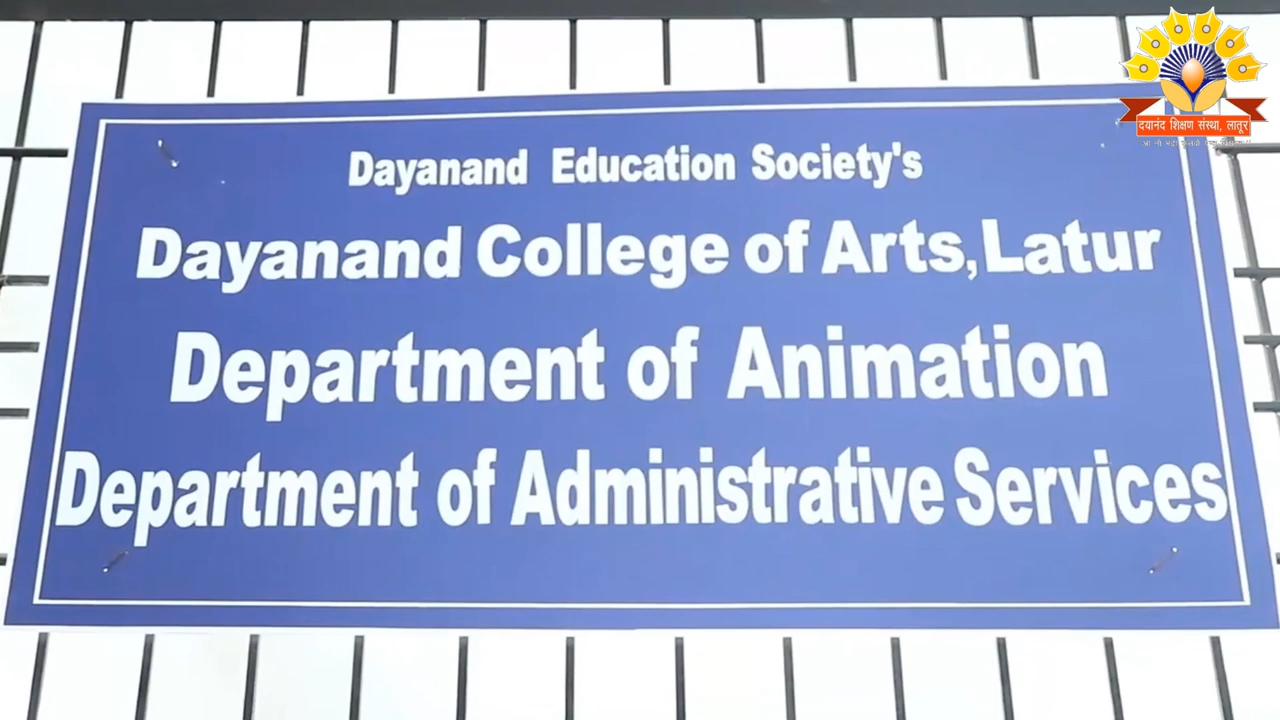 Dayanand Education Society's
Dayanand College of Arts, Latur
Department of Animation
Department of Administrative Services
दयानंद शिक्षण संस्था, लातूर